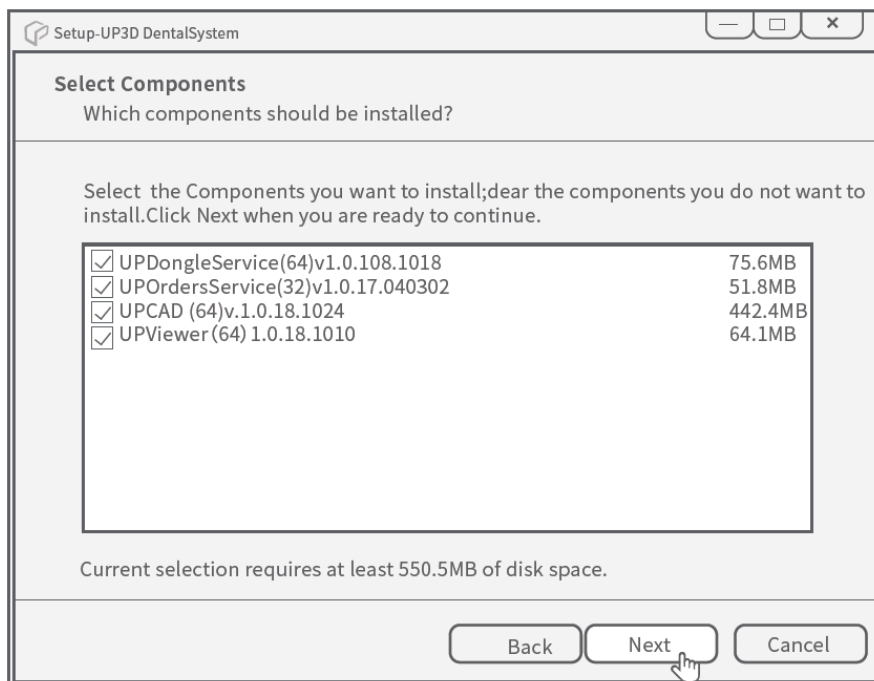 Setup-UP3D DentalSystem
Select Components
Which components should be installed?
Select the Components you want to install;dear the components you do not want to
install.Click Next when you are ready to continue.
UPDongleService(64)v1.0.108.1018 75.6MB
UPOrdersService(32)v1.0.17.040302 51.8MB
UPCAD (64)v.1.0.18.1024 442.4MB
UPViewer(64) 1.0.18.1010 64.1MB
Current selection requires at least 550.5MB of disk space.
Back Next Cancel